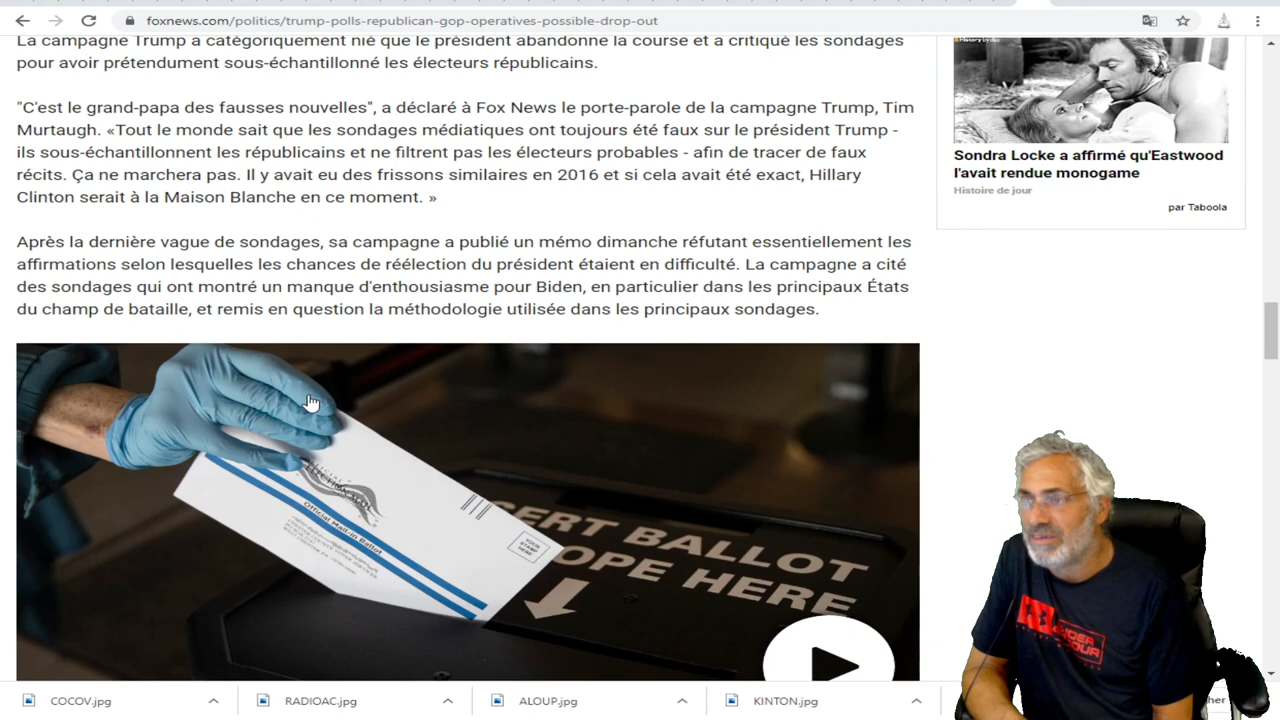 foxnews.com/politics/trump-polls-republican-gop-operatives-possible-drop-out
La campagne Trump a catégoriquement nié que le président abandonne la course et a critiqué les sondages
pour avoir prétendument sous-échantillonné les électeurs républicains.
"C'est le grand-papa des fausses nouvelles", a déclaré à Fox News le porte-parole de la campagne Trump, Tim
Murtaugh. «Tout le monde sait que les sondages médiatiques ont toujours été faux sur le président Trump -
ils sous-échantillonnent les républicains et ne filtrent pas les électeurs probables - afin de tracer de faux
récits. Ça ne marchera pas. Il y avait eu des frissons similaires en 2016 et si cela avait été exact, Hillary
Clinton serait à la Maison Blanche en ce moment. »
Après la dernière vague de sondages, sa campagne a publié un mémo dimanche réfutant essentiellement les
affirmations selon lesquelles les chances de réélection du président étaient en difficulté. La campagne a cité
des sondages qui ont montré un manque d'enthousiasme pour Biden, en particulier dans les principaux États
du champ de bataille, et remis en question la méthodologie utilisée dans les principaux sondages.
Sondra Locke a affirmé qu'Eastwood
l'avait rendue monogame
Histoire de jour
par Taboola
Official Mail-in Ballot
SERT BALLOT
OPE HERE
UNDER
ARMOUR
COCOV.jpg
RADIOAC.jpg
ALOUP.jpg
KINTON.jpg